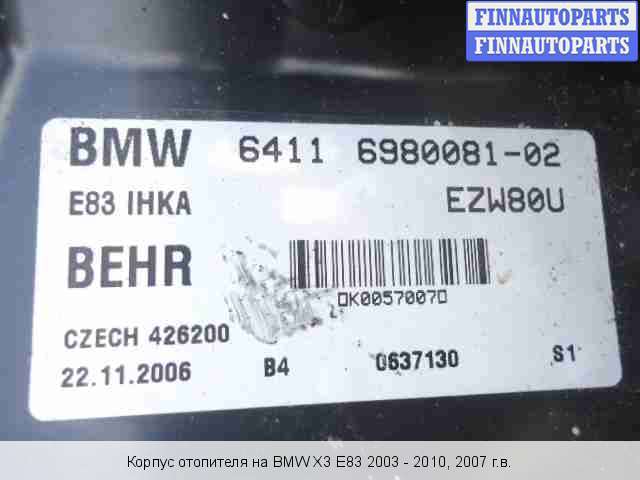 FINNAUTOPARTS
FINNAUTOPARTS
BMW 6411 6980081-02
E83 IHKA EZW80U
BEHR
0K00570070
CZECH 426200
22.11.2006 B4 0637130 S1
Корпус отопителя на BMW X3 E83 2003 - 2010, 2007 г.в.